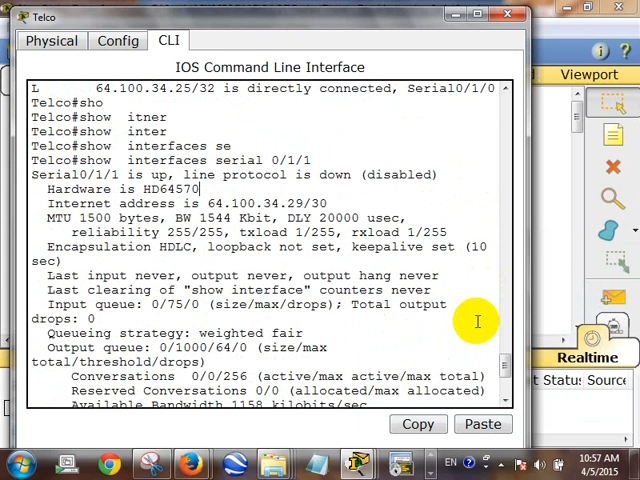 Telco
Physical
Config
CLI
Viewport
IOS Command Line Interface
L       64.100.34.25/32 is directly connected, Serial0/1/0
Telco#sho
Telco#show  itner
Telco#show  inter
Telco#show  interfaces se
Telco#show  interfaces serial 0/1/1
Serial0/1/1 is up, line protocol is down (disabled)
Hardware is HD64570
Internet address is 64.100.34.29/30
MTU 1500 bytes, BW 1544 Kbit, DLY 20000 usec,
reliability 255/255, txload 1/255, rxload 1/255
Encapsulation HDLC, loopback not set, keepalive set (10
sec)
Last input never, output never, output hang never
Last clearing of "show interface" counters never
Input queue: 0/75/0 (size/max/drops); Total output
drops: 0
Queueing strategy: weighted fair
Output queue: 0/1000/64/0 (size/max
total/threshold/drops)
Conversations  0/0/256 (active/max active/max total)
Reserved Conversations 0/0 (allocated/max allocated)
Available Bandwidth 1158 kilobits/sec
Realtime
t Status
Source
Copy
Paste
EN
10:57 AM
4/5/2015